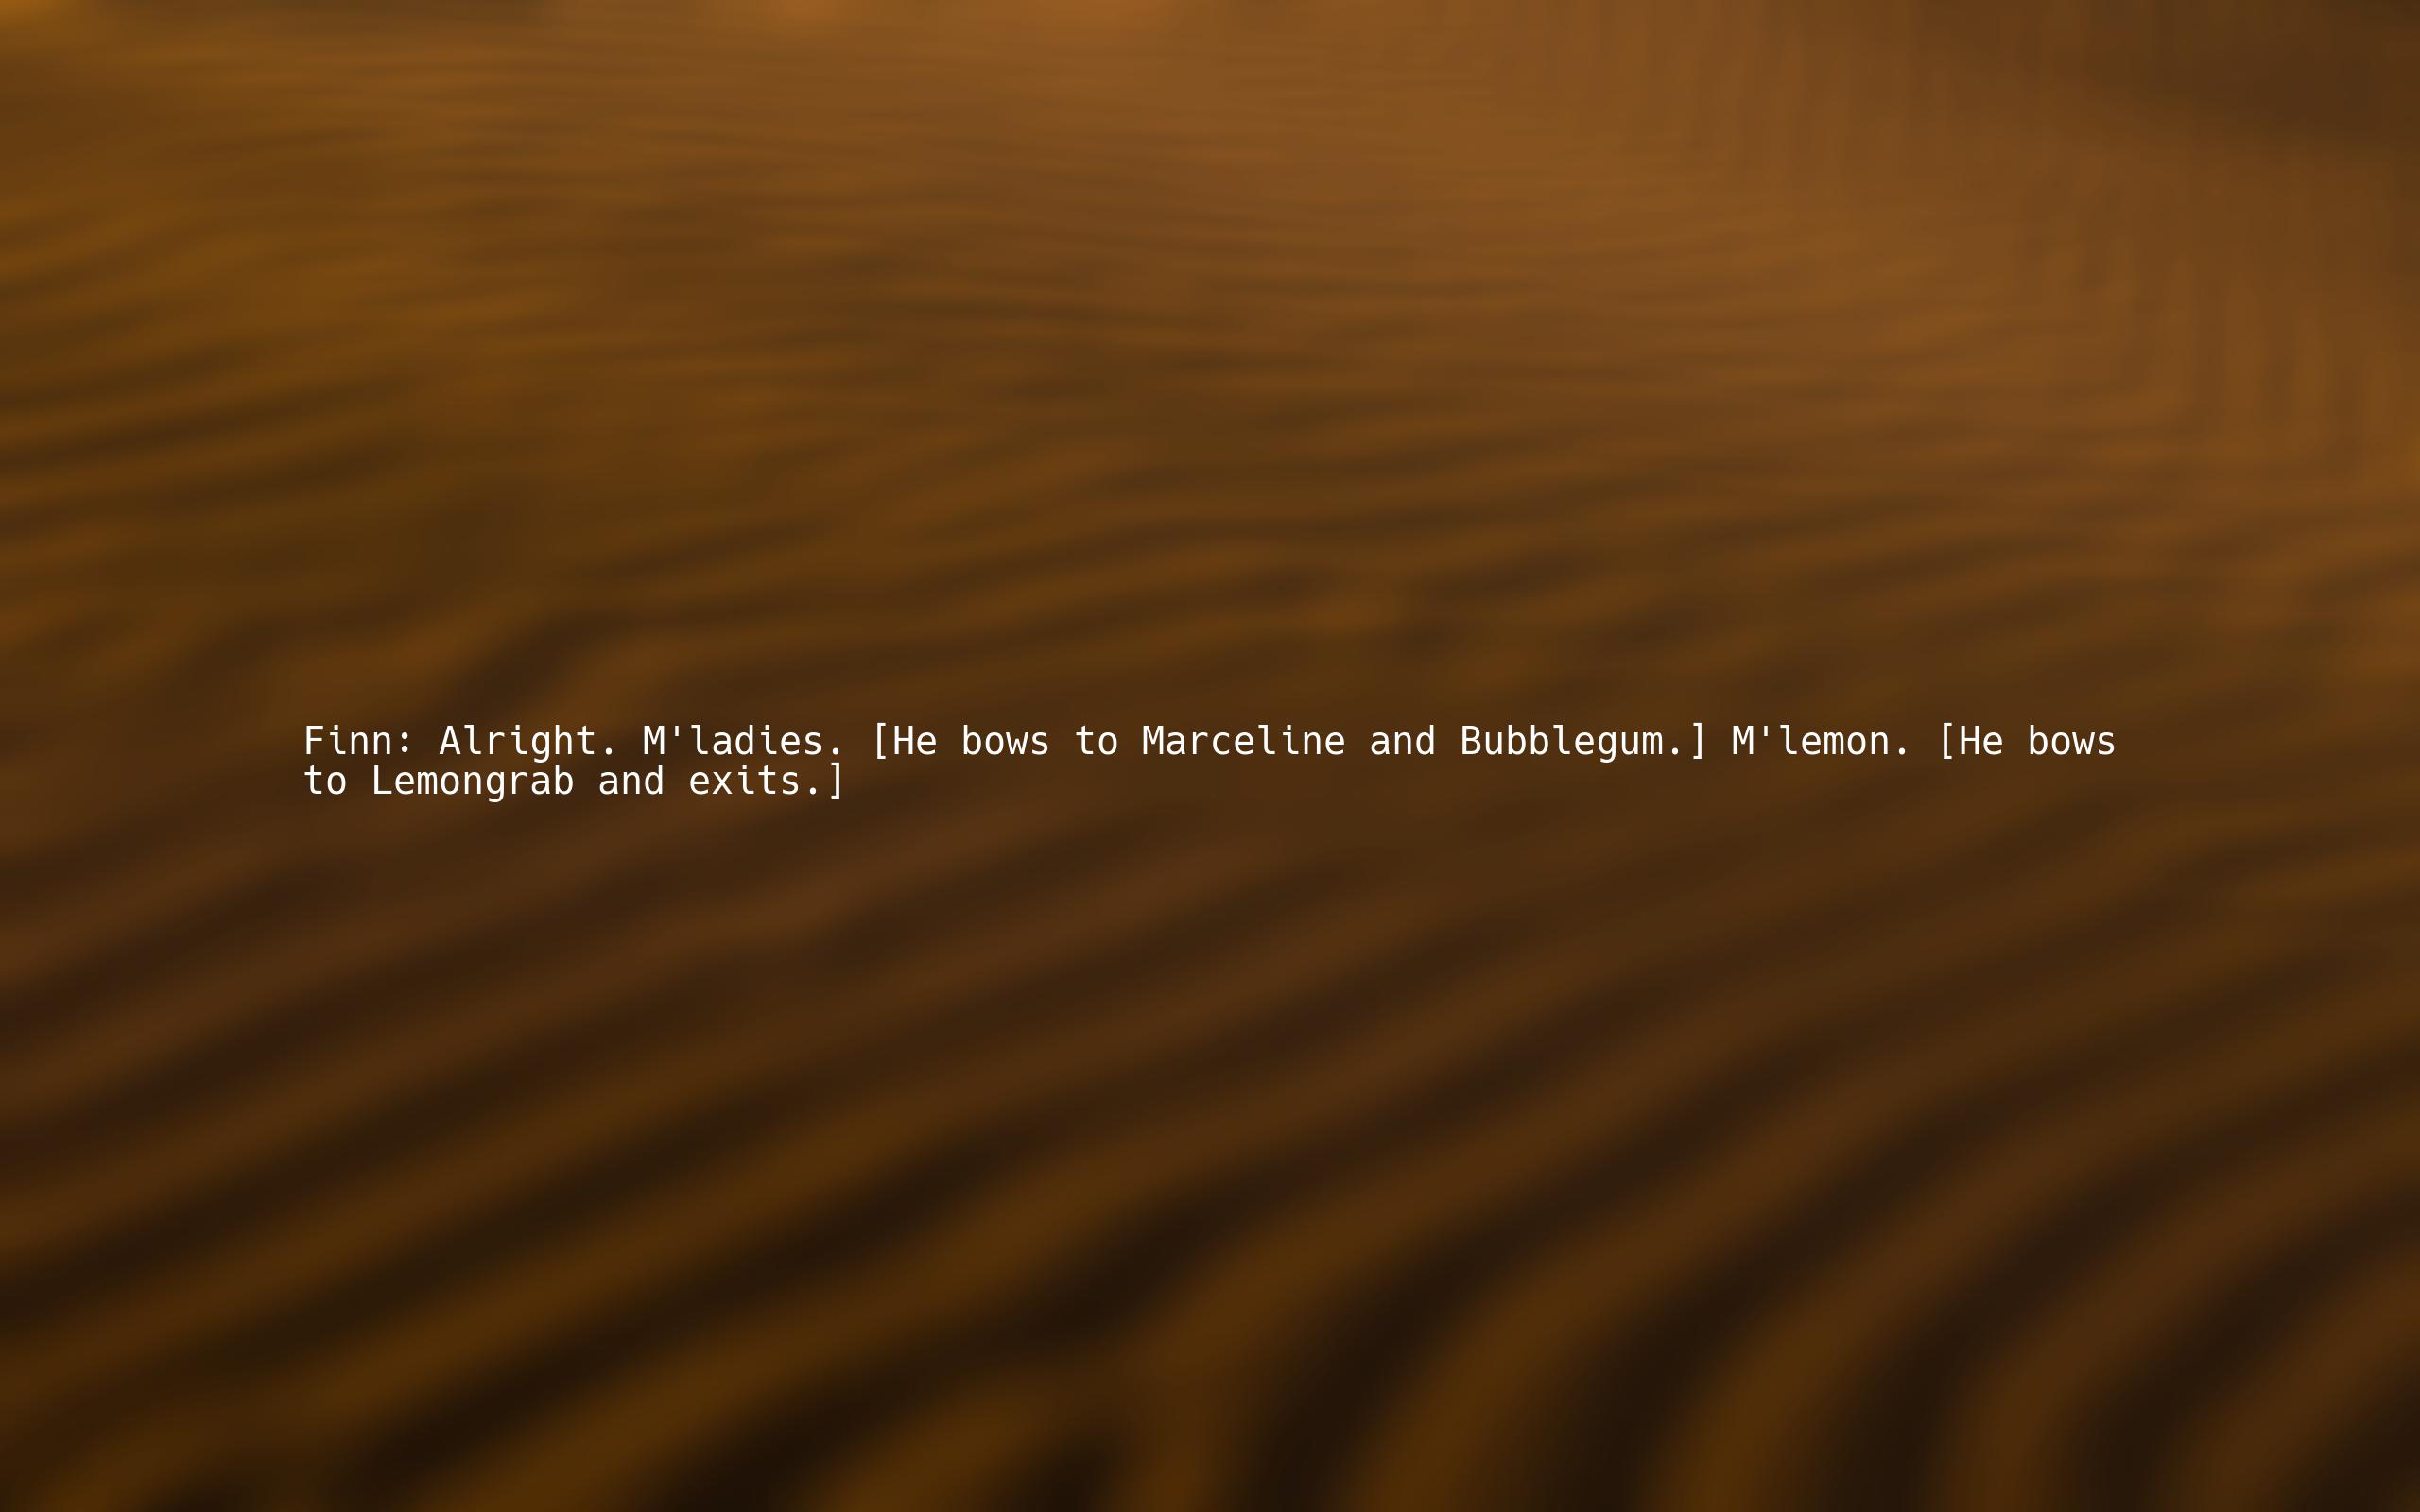 Finn: Alright. M'ladies. [He bows to Marceline and Bubblegum.] M'lemon. [He bows
to Lemongrab and exits.]